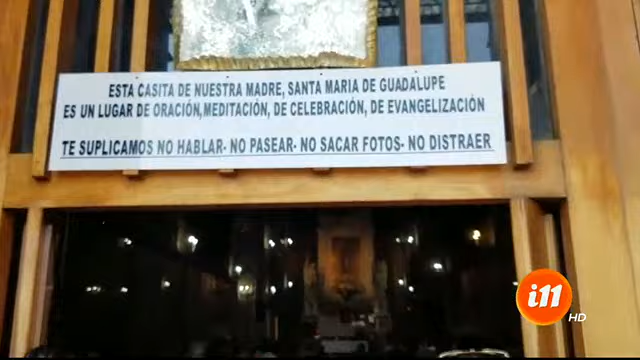 ESTA CASITA DE NUESTRA MADRE, SANTA MARIA DE GUADALUPE
ES UN LUGAR DE ORACIÓN,MEDITACIÓN, DE CELEBRACIÓN, DE EVANGELIZACIÓN
TE SUPLICAMOS NO HABLAR- NO PASEAR- NO SACAR FOTOS- NO DISTRAER
i11
HD